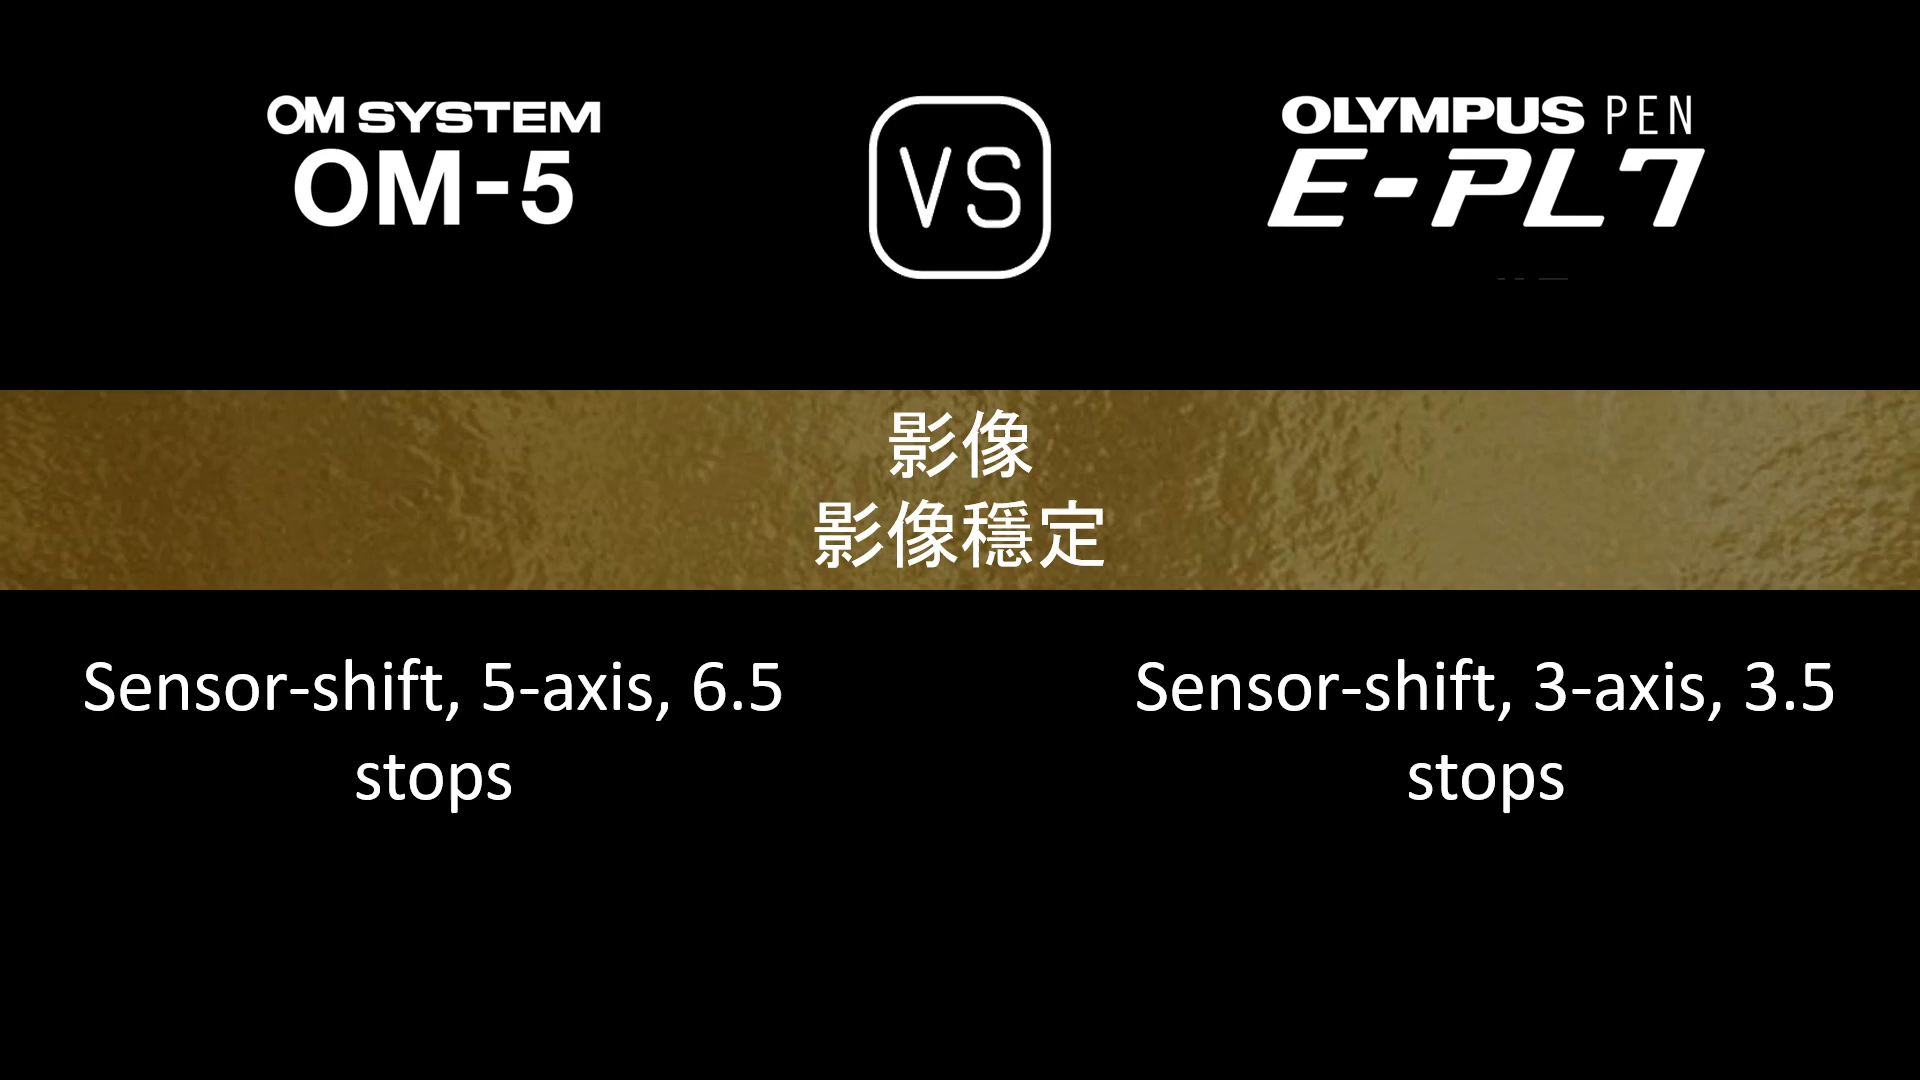 OM SYSTEM
OM-5
VS
OLYMPUS PEN
E-PL7
影像
影像穩定
Sensor-shift, 5-axis, 6.5
stops
Sensor-shift, 3-axis, 3.5
stops